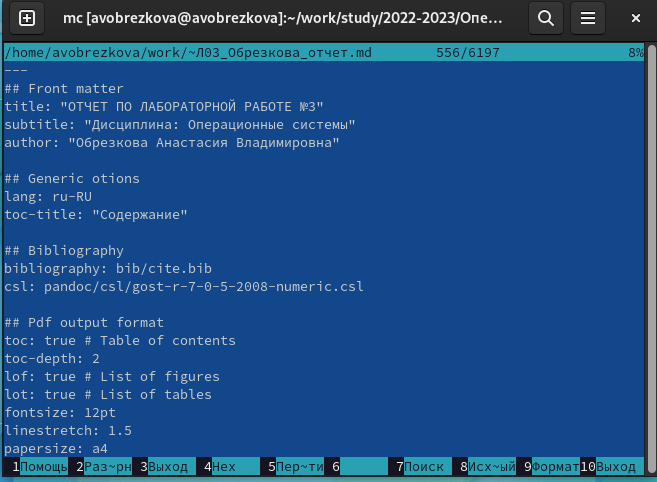 mc [avobrezkova@avobrezkova]:~/work/study/2022-2023/Опе...
/home/avobrezkova/work/~Л03_Обрезкова_отчет.md 556/6197 8%
---
## Front matter
title: "ОТЧЕТ ПО ЛАБОРАТОРНОЙ РАБОТЕ №3"
subtitle: "Дисциплина: Операционные системы"
author: "Обрезкова Анастасия Владимировна"
## Generic otions
lang: ru-RU
toc-title: "Содержание"
## Bibliography
bibliography: bib/cite.bib
csl: pandoc/csl/gost-r-7-0-5-2008-numeric.csl
## Pdf output format
toc: true # Table of contents
toc-depth: 2
lof: true # List of figures
lot: true # List of tables
fontsize: 12pt
linestretch: 1.5
papersize: a4
1Помощь 2Раз~рн 3Выход 4Hex 5Пер~ти 6 7Поиск 8Исх~ый 9Формат 10Выход